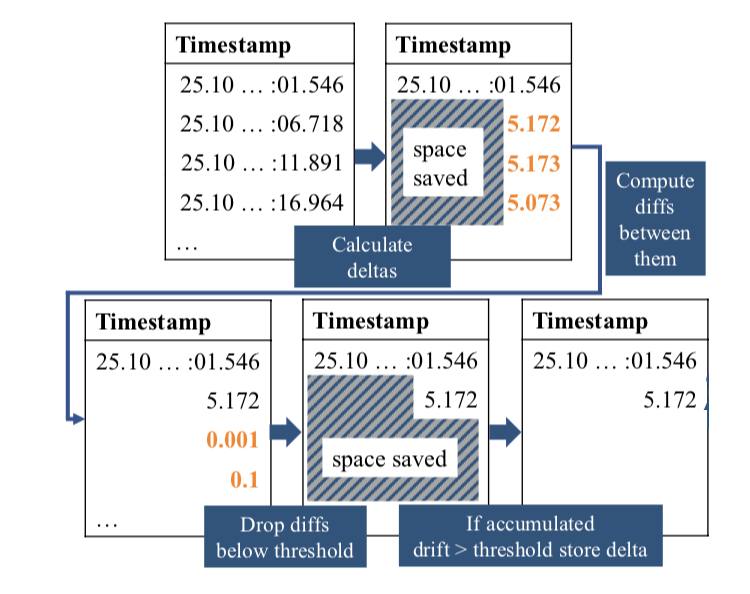 Timestamp
25.10 ... :01.546
25.10 ... :06.718
25.10 ... :11.891
25.10 ... :16.964
...
Calculate
deltas
Timestamp
25.10 ... :01.546
5.172
5.173
5.073
space
saved
Compute
diffs
between
them
Timestamp
25.10 ... :01.546
5.172
0.001
0.1
...
Drop diffs
below threshold
Timestamp
25.10 ... :01.546
5.172
space saved
If accumulated
drift > threshold store delta
Timestamp
25.10 ... :01.546
5.172